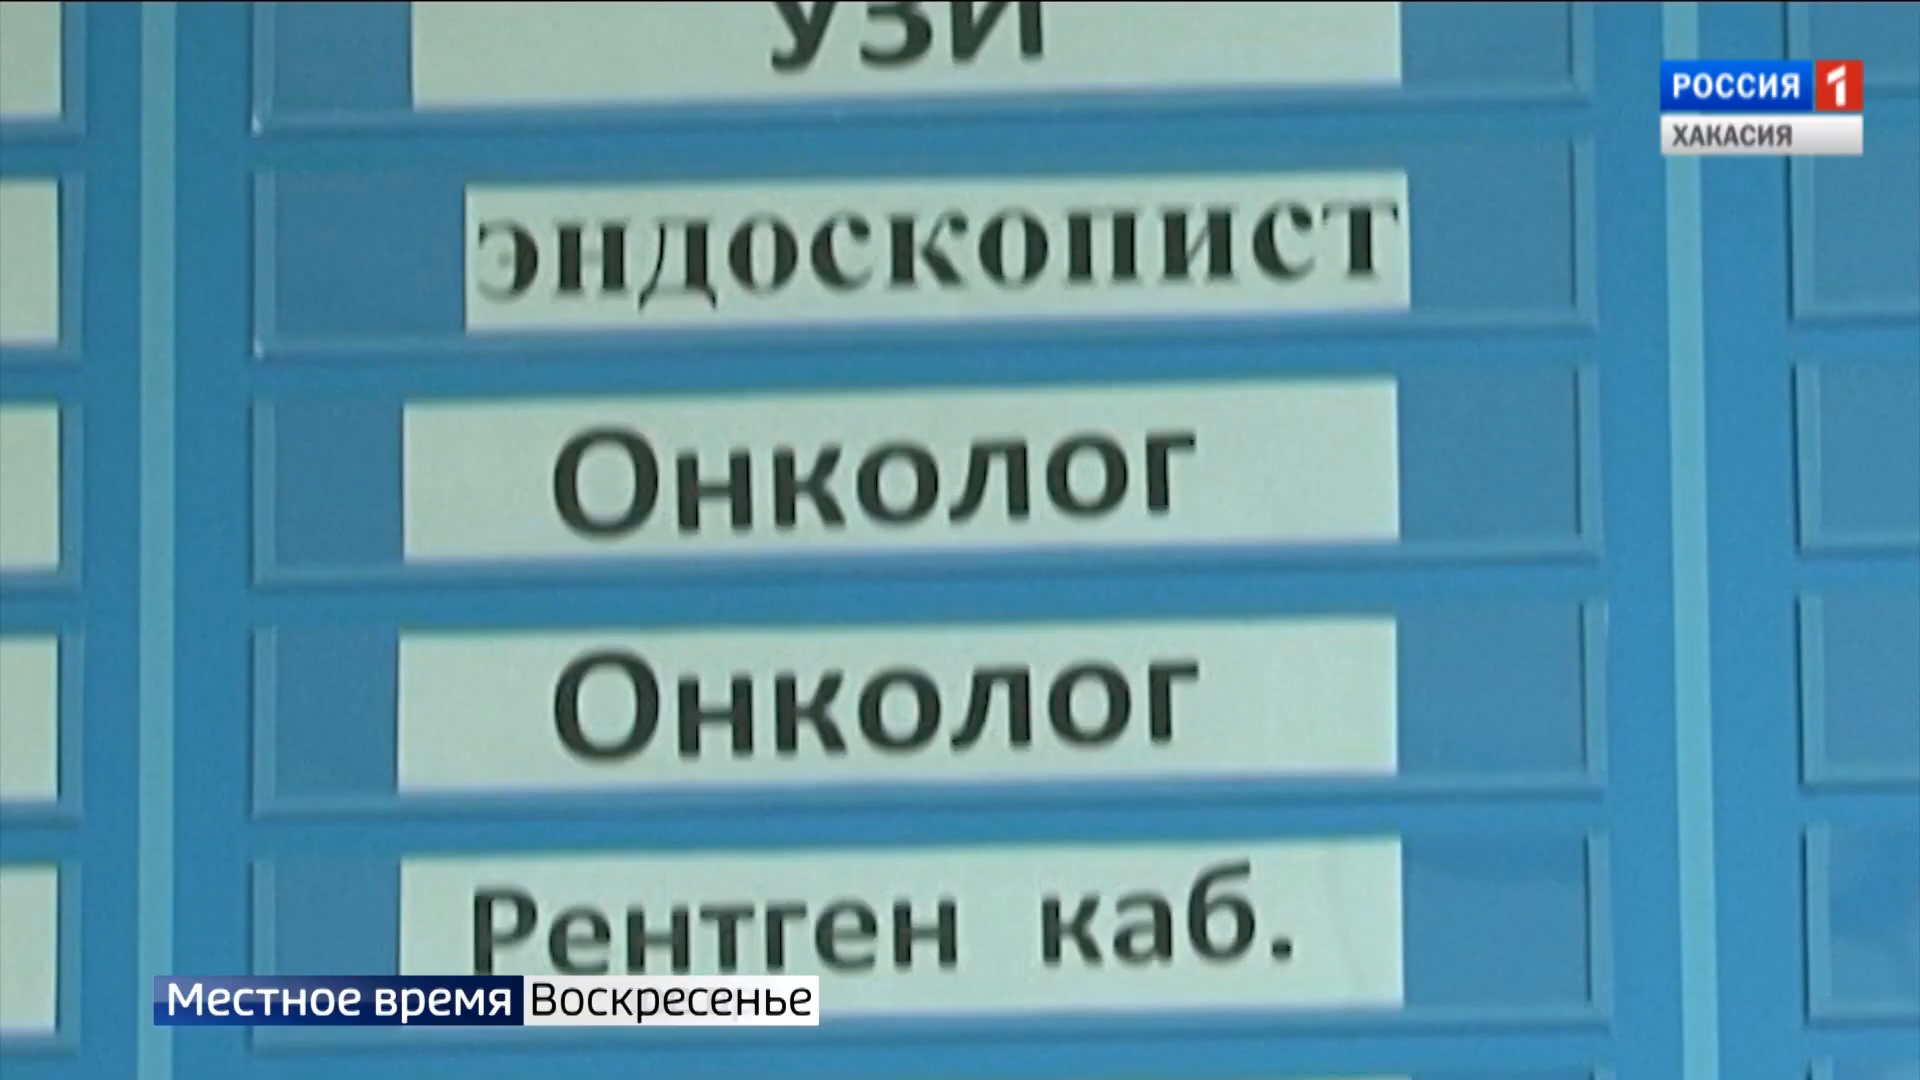 УЗИ
РОССИЯ 1
ХАКАСИЯ
эндоскопист
Онколог
Онколог
Рентген каб.
Местное время Воскресенье